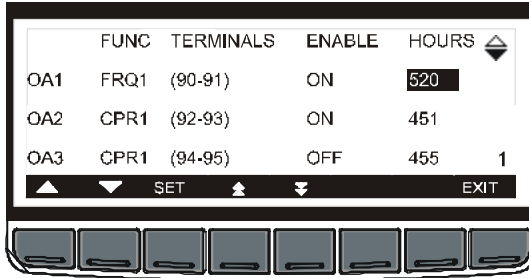 FUNC TERMINALS ENABLE HOURS
OA1 FRQ1 (90-91) ON 520
OA2 CPR1 (92-93) ON 451
OA3 CPR1 (94-95) OFF 455 1
SET EXIT